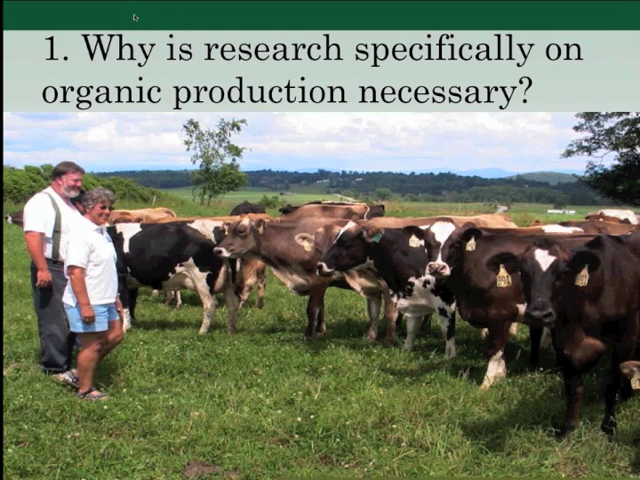 1. Why is research specifically on
organic production necessary?